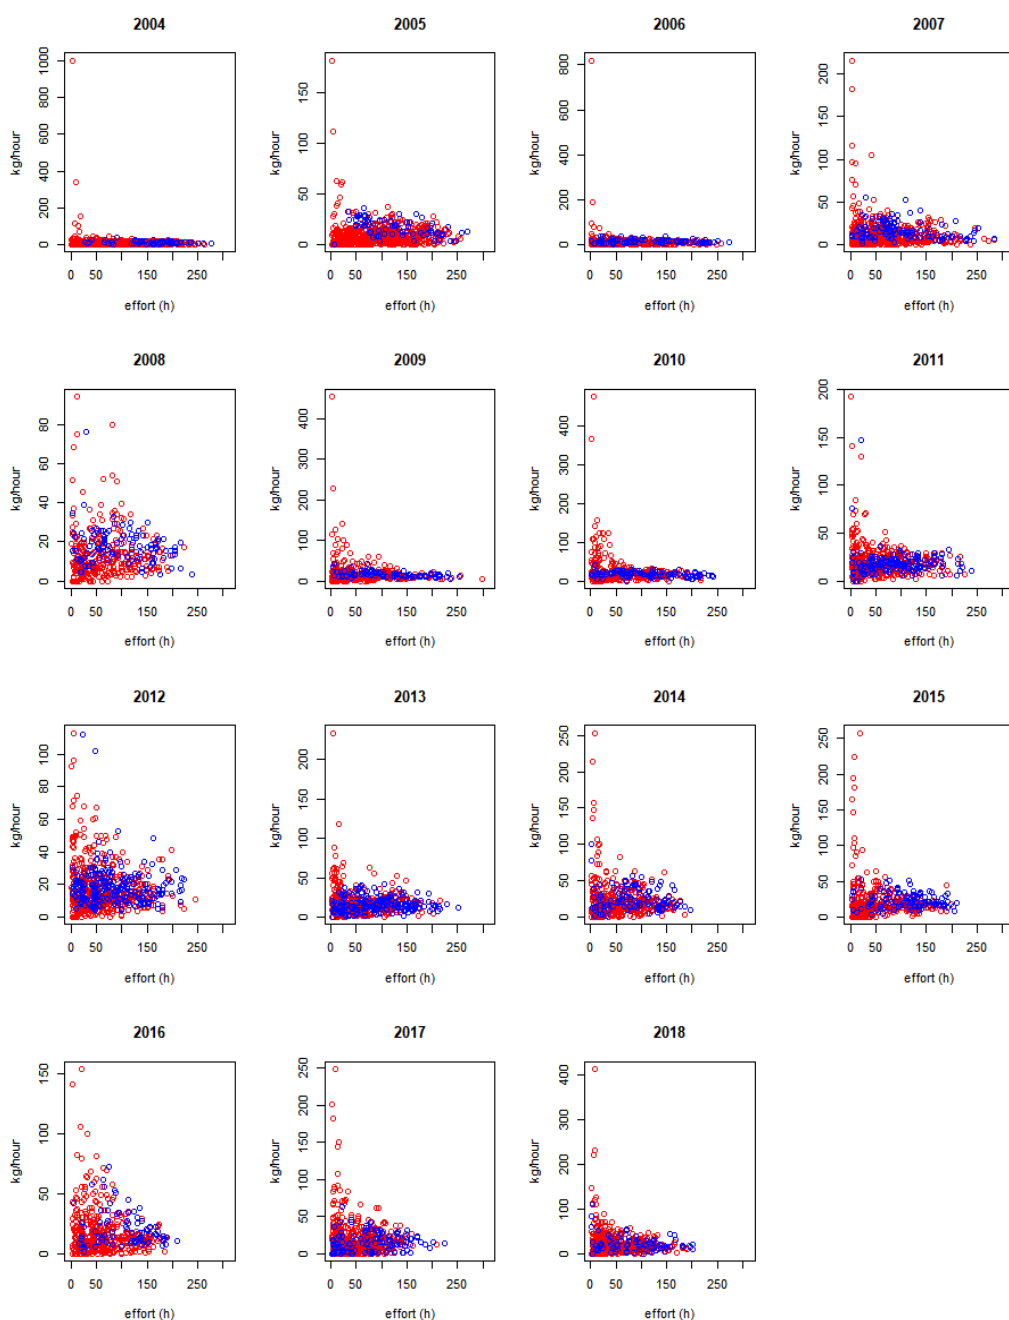 2004 2005 2006 2007
kg/hour 0 200 400 600 800 1000
kg/hour 0 50 100 150
kg/hour 0 200 400 600 800
kg/hour 0 50 100 150 200
0 50 150 250 0 50 150 250 0 50 150 250 0 50 150 250
effort (h) effort (h) effort (h) effort (h)
2008 2009 2010 2011
kg/hour 0 20 40 60 80
kg/hour 0 100 200 300 400
kg/hour 0 100 200 300 400
kg/hour 0 50 100 150 200
0 50 150 250 0 50 150 250 0 50 150 250 0 50 150 250
effort (h) effort (h) effort (h) effort (h)
2012 2013 2014 2015
kg/hour 0 20 40 60 80 100
kg/hour 0 50 100 150 200
kg/hour 0 50 100 150 200 250
kg/hour 0 50 100 150 200 250
0 50 150 250 0 50 150 250 0 50 150 250 0 50 150 250
effort (h) effort (h) effort (h) effort (h)
2016 2017 2018
kg/hour 0 50 100 150
kg/hour 0 50 100 150 200 250
kg/hour 0 100 200 300 400
0 50 150 250 0 50 150 250 0 50 150 250
effort (h) effort (h) effort (h)